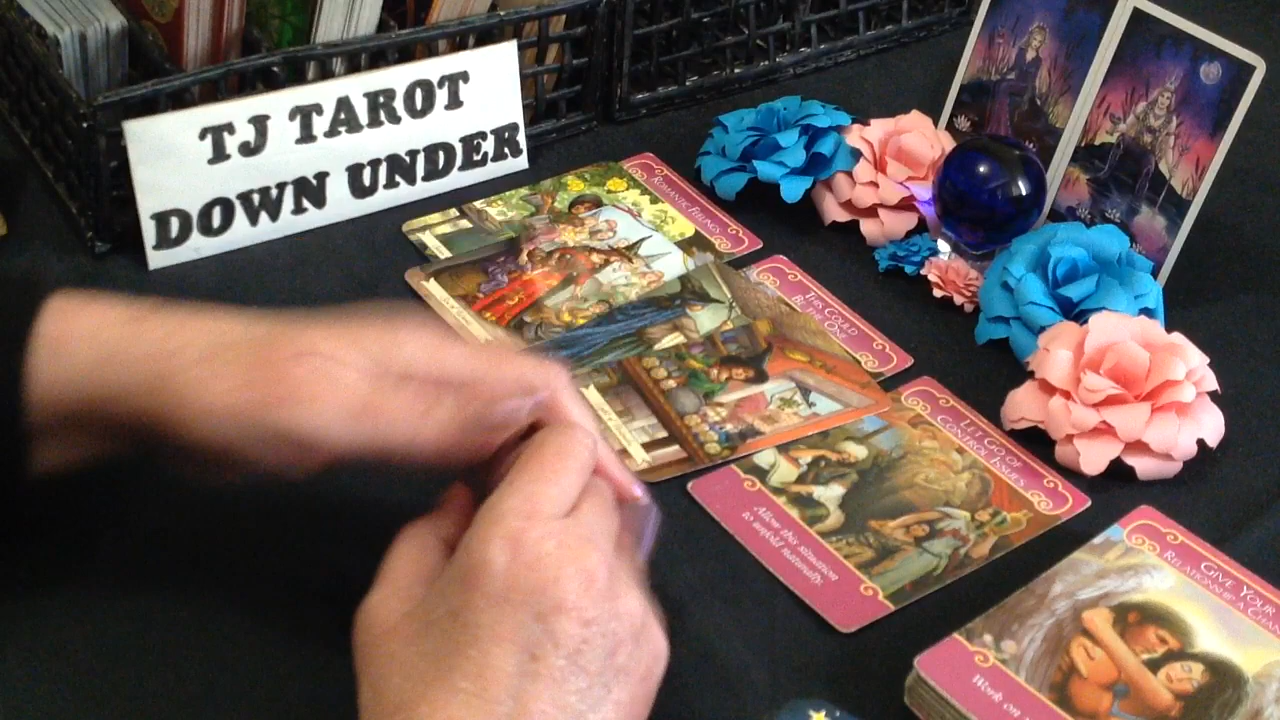 TJ TAROT
DOWN UNDER
ROMANTIC FEELINGS
THIS COULD
BE THE ONE
LET GO OF
CONTROL ISSUES
Allow this situation
to unfold naturally.
GIVE YOUR
RELATIONSHIP A CHAN
Work on